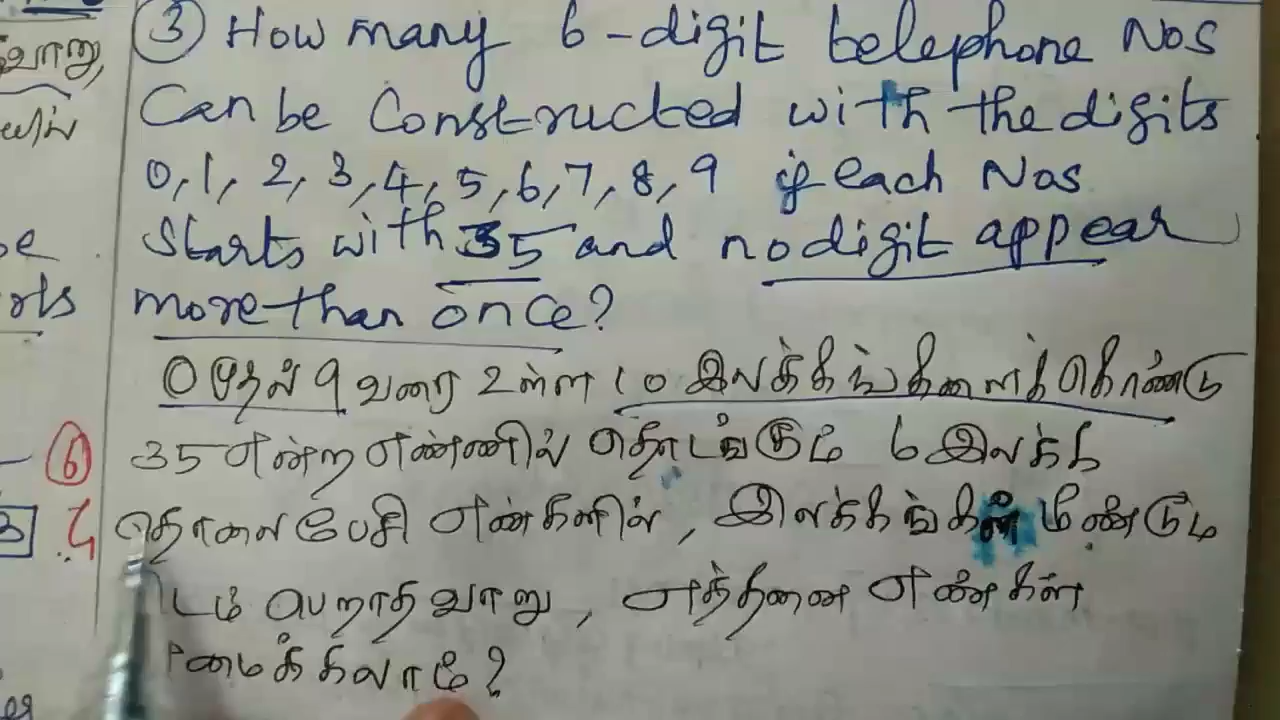 ③ How many 6-digit telephone Nos
Can be Constructed with the digits
0, 1, 2, 3, 4, 5, 6, 7, 8, 9 if each Nos
Starts with 35 and no digit appear
more than once?
0 முதல் 9 வரை உள்ள 10 இலக்கங்களைக் கொண்டு
35 என்ற எண்ணில் தொடங்கும் 6 இலக்க
தொலைபேசி எண்களில், இலக்கங்கள் மீண்டும்
டம் பெறாதவாறு, எத்தனை எண்கள்
மைக்கலாம்?
6